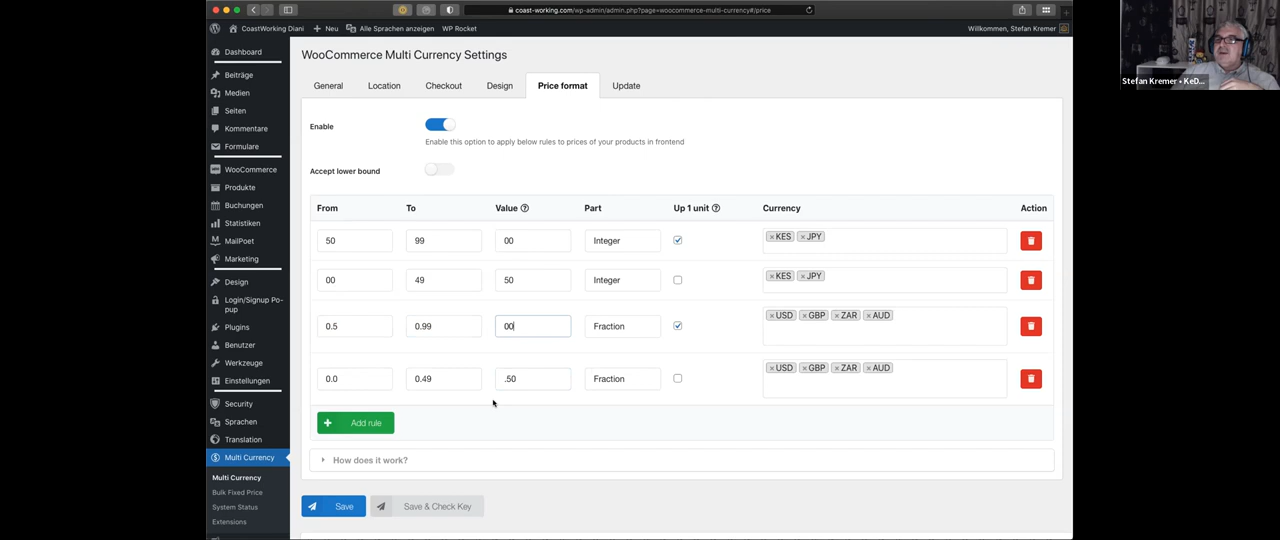 coast-working.com/wp-admin/admin.php?page=woocommerce-multi-currency#/price
CoastWorking Diani
Neu
Alle Sprachen anzeigen
WP Rocket
Willkommen, Stefan Kremer
Stefan Kremer • KeD...
Dashboard
Beiträge
Medien
Seiten
Kommentare
Formulare
WooCommerce
Produkte
Buchungen
Statistiken
MailPoet
Marketing
Design
Login/Signup Po-
pup
Plugins
Benutzer
Werkzeuge
Einstellungen
Security
Sprachen
Translation
Multi Currency
Multi Currency
Bulk Fixed Price
System Status
Extensions
WooCommerce Multi Currency Settings
General Location Checkout Design Price format Update
Enable
Enable this option to apply below rules to prices of your products in frontend
Accept lower bound
From To Value Part Up 1 unit Currency Action
50 99 00 Integer × KES × JPY
00 49 50 Integer × KES × JPY
0.5 0.99 00 Fraction × USD × GBP × ZAR × AUD
0.0 0.49 .50 Fraction × USD × GBP × ZAR × AUD
+ Add rule
How does it work?
Save Save & Check Key